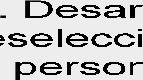 . Desar
eselecci
person